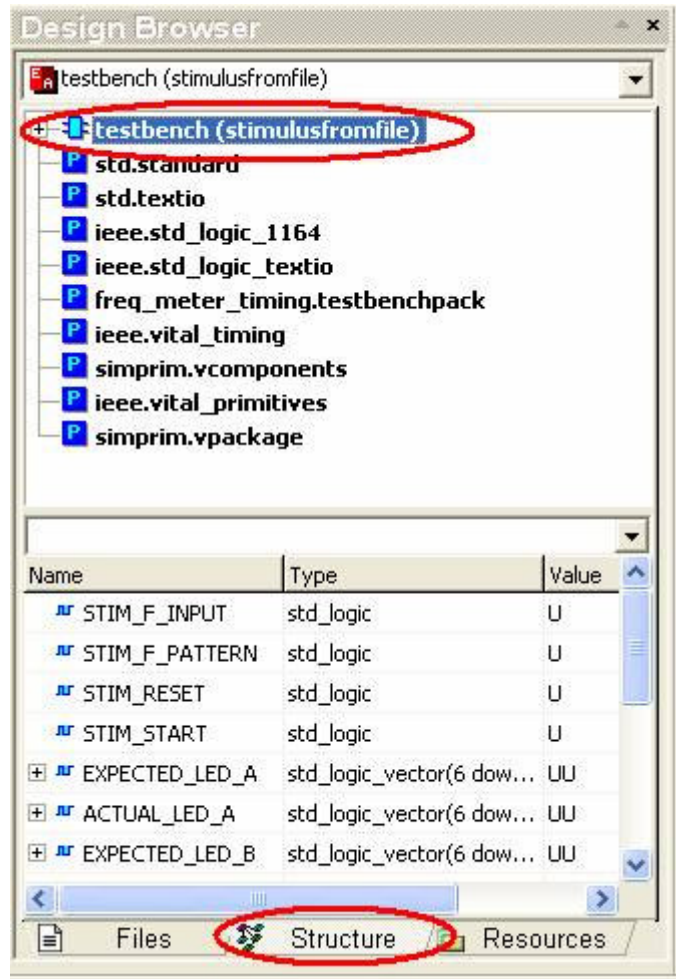 Design Browser
testbench (stimulusfromfile)
testbench (stimulusfromfile)
std.standard
std.textio
ieee.std_logic_1164
ieee.std_logic_textio
freq_meter_timing.testbenchpack
ieee.vital_timing
simprim.vcomponents
ieee.vital_primitives
simprim.vpackage
Name Type Value
STIM_F_INPUT std_logic U
STIM_F_PATTERN std_logic U
STIM_RESET std_logic U
STIM_START std_logic U
EXPECTED_LED_A std_logic_vector(6 dow... UU
ACTUAL_LED_A std_logic_vector(6 dow... UU
EXPECTED_LED_B std_logic_vector(6 dow... UU
Files Structure Resources